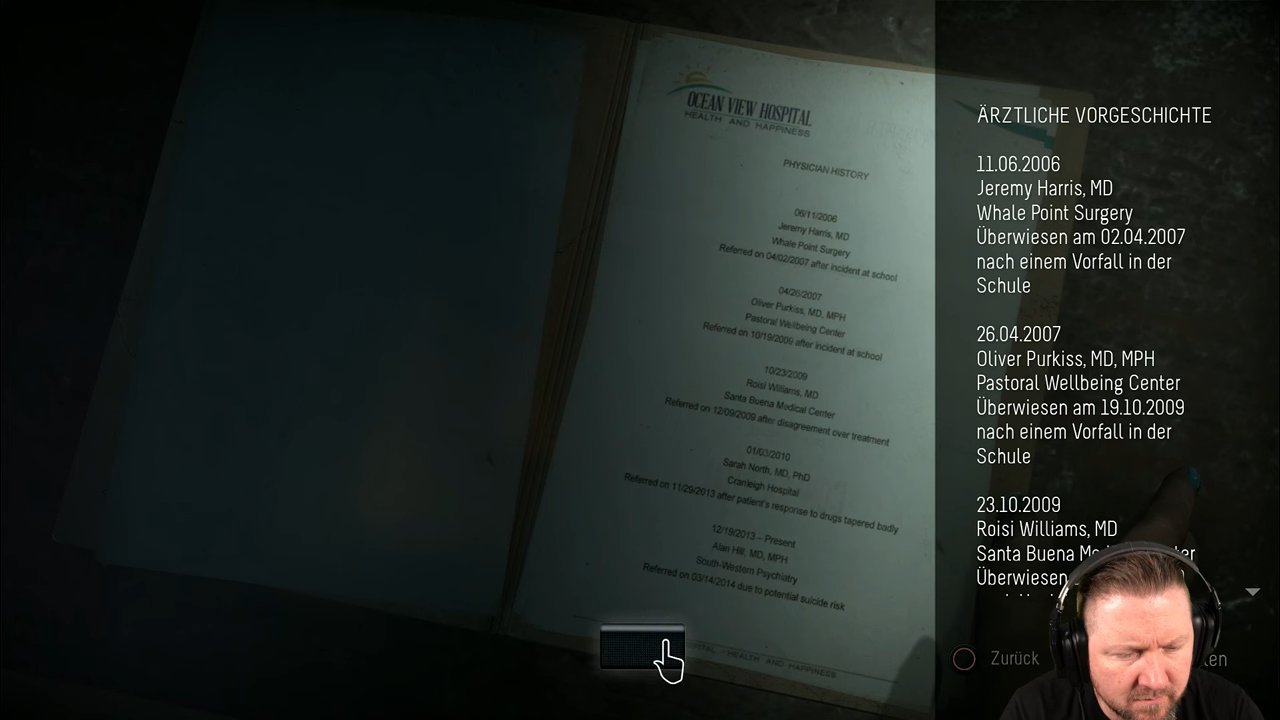 OCEAN VIEW HOSPITAL
HEALTH AND HAPPINESS
PHYSICIAN HISTORY
06/11/2006
Jeremy Harris, MD
Whale Point Surgery
Referred on 04/02/2007 after incident at school
04/26/2007
Oliver Purkiss, MD, MPH
Pastoral Wellbeing Center
Referred on 10/19/2009 after incident at school
10/23/2009
Roisi Williams, MD
Santa Buena Medical Center
Referred on 12/09/2009 after disagreement over treatment
01/03/2010
Sarah North, MD, PhD
Cranleigh Hospital
Referred on 11/29/2013 after patient's response to drugs tapered badly
12/19/2013 – Present
Alan Hill, MD, MPH
South-Western Psychiatry
Referred on 03/14/2014 due to potential suicide risk
HEALTH AND HAPPINESS
ÄRZTLICHE VORGESCHICHTE
11.06.2006
Jeremy Harris, MD
Whale Point Surgery
Überwiesen am 02.04.2007
nach einem Vorfall in der
Schule
26.04.2007
Oliver Purkiss, MD, MPH
Pastoral Wellbeing Center
Überwiesen am 19.10.2009
nach einem Vorfall in der
Schule
23.10.2009
Roisi Williams, MD
Santa Buena
Überwiesen
Zurück